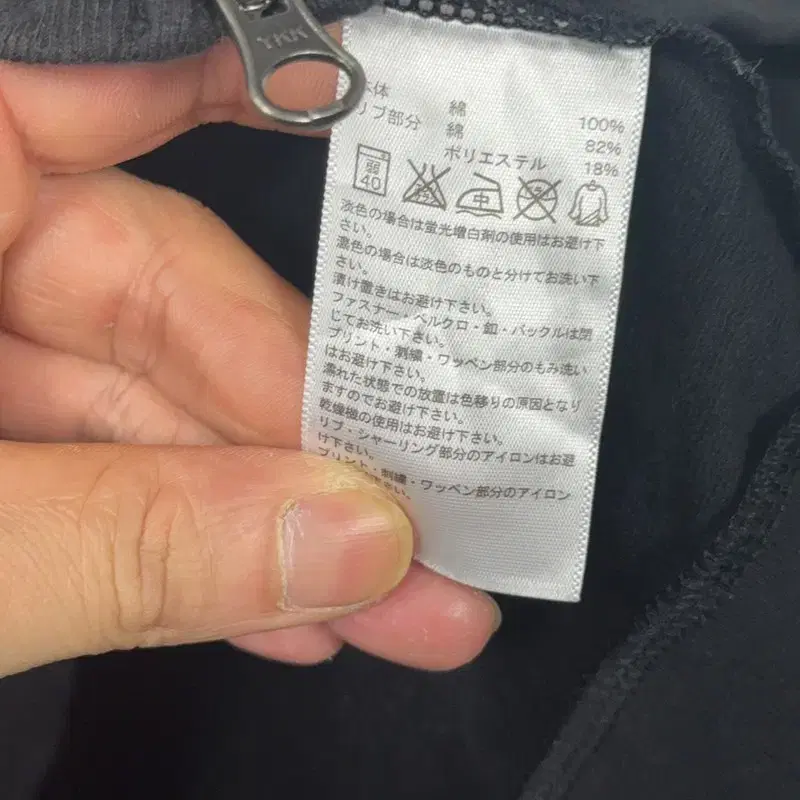 YKK
体 綿 100%
リブ部分 綿 82%
ポリエステル 18%
弱
40
中
淡色の場合は蛍光増白剤の使用はお避け下
さい。
濃色の場合は淡色のものと分けてお洗い下
さい。
漬け置きはお避け下さい。
ファスナー・ベルクロ・釦・バックルは閉
じてお洗い下さい。
プリント・刺繍・ワッペン部分のもみ洗い
はお避け下さい。
濡れた状態での放置は色移りの原因となり
ますのでお避け下さい。
乾燥機の使用はお避け下さい。
リブ・シャーリング部分のアイロンはお避
け下さい。
プリント・刺繍・ワッペン部分のアイロン
下さい。